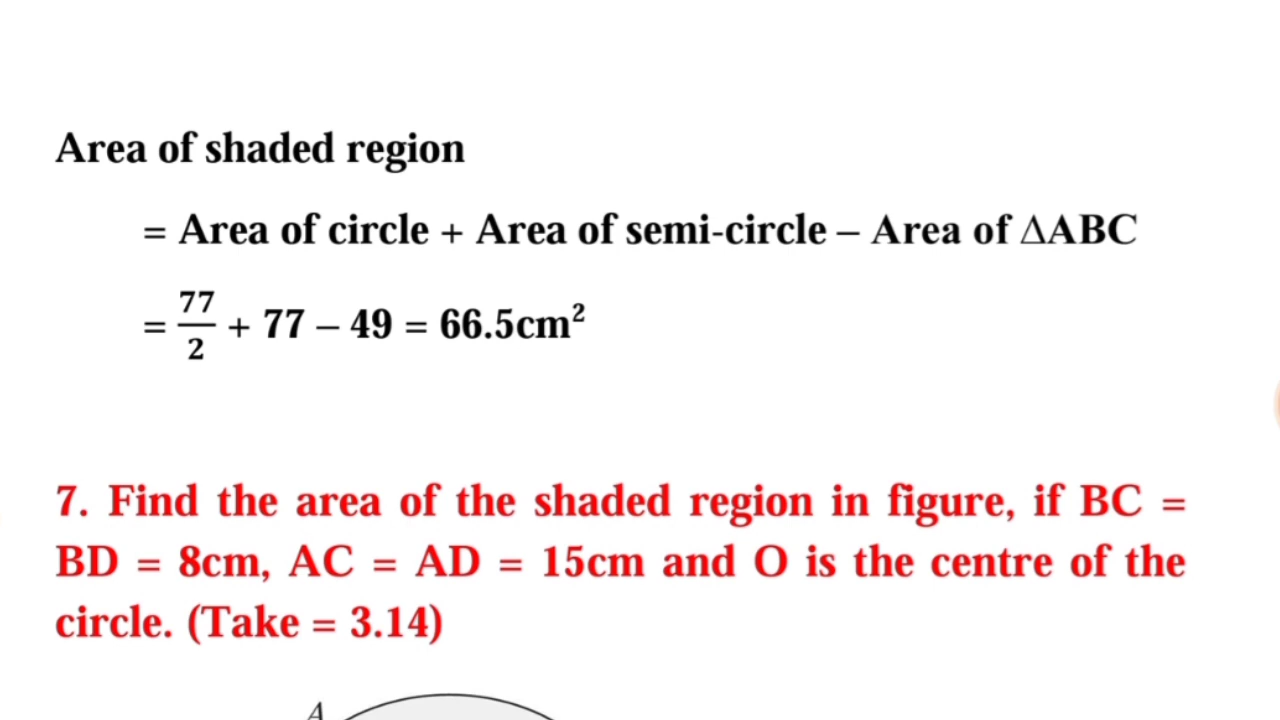 Area of shaded region
= Area of circle + Area of semi-circle – Area of ΔABC
= 77/2 + 77 – 49 = 66.5cm²
7. Find the area of the shaded region in figure, if BC =
BD = 8cm, AC = AD = 15cm and O is the centre of the
circle. (Take = 3.14)
A